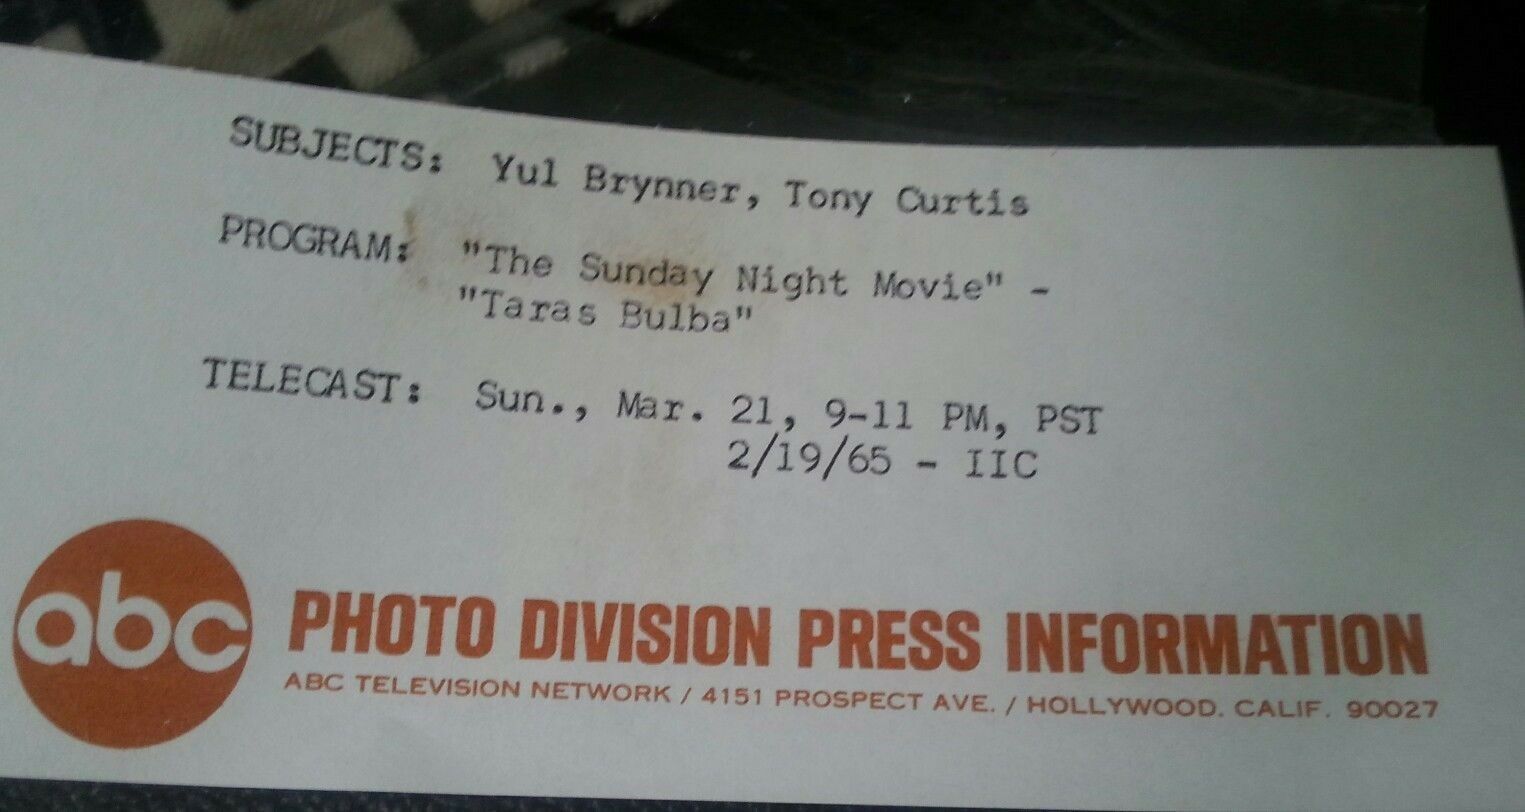 SUBJECTS: Yul Brynner, Tony Curtis
PROGRAM: "The Sunday Night Movie" -
"Taras Bulba"
TELECAST: Sun., Mar. 21, 9-11 PM, PST
2/19/65 - IIC
abc PHOTO DIVISION PRESS INFORMATION
ABC TELEVISION NETWORK / 4151 PROSPECT AVE. / HOLLYWOOD. CALIF. 90027